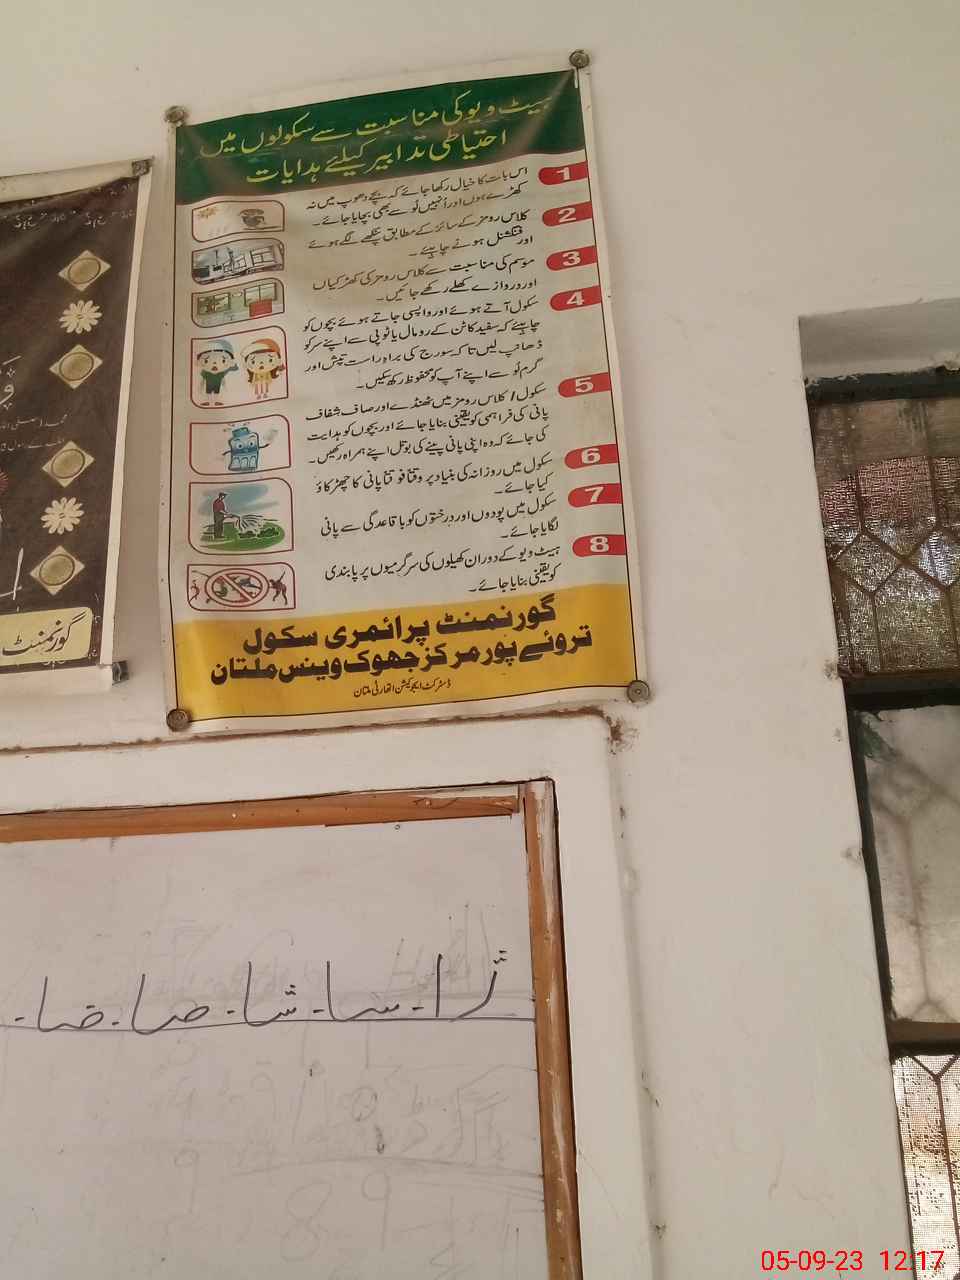 ہیٹ ویو کی مناسبت سے سکولوں میں
احتیاطی تدابیر کیلئے ہدایات
1 اس بات کا خیال رکھا جائے کہ بچے دھوپ میں نہ
کھڑے ہوں اور اُنہیں لُو سے بھی بچایا جائے۔
2 کلاس رومز کے سائز کے مطابق پنکھے لگے ہوئے
اور فنکشنل ہونے چاہیئے۔
3 موسم کی مناسبت سے کلاس رومز کی کھڑکیاں
اور دروازے کھلے رکھے جائیں۔
4 سکول آتے ہوئے اور واپسی جاتے ہوئے بچوں کو
چاہیئے کہ سفید کاٹن کے رومال یا ٹوپی سے اپنے سر کو
ڈھانپ لیں تاکہ سورج کی براہ راست تپش اور
گرم لُو سے اپنے آپ کو محفوظ رکھ سکیں۔
5 سکول / کلاس رومز میں ٹھنڈے اور صاف شفاف
پانی کی فراہمی کو یقینی بنایا جائے اور بچوں کو ہدایت
کی جائے کہ وہ اپنی پانی پینے کی بوتل اپنے ہمراہ رکھیں۔
6 سکول میں روزانہ کی بنیاد پر وقتاً فوقتاً پانی کا چھڑکاؤ
کیا جائے۔
7 سکول میں پودوں اور درختوں کو باقاعدگی سے پانی
لگایا جائے۔
8 ہیٹ ویو کے دوران کھیلوں کی سرگرمیوں پر پابندی
کو یقینی بنایا جائے۔
گورنمنٹ پرائمری سکول
تروئے پور مرکز جھوک وینس ملتان
ڈسٹرکٹ ایجوکیشن اتھارٹی ملتان
گورنمنٹ
ژا۔ سا۔ شا۔ صا۔ ضا۔
05-09-23 12:17